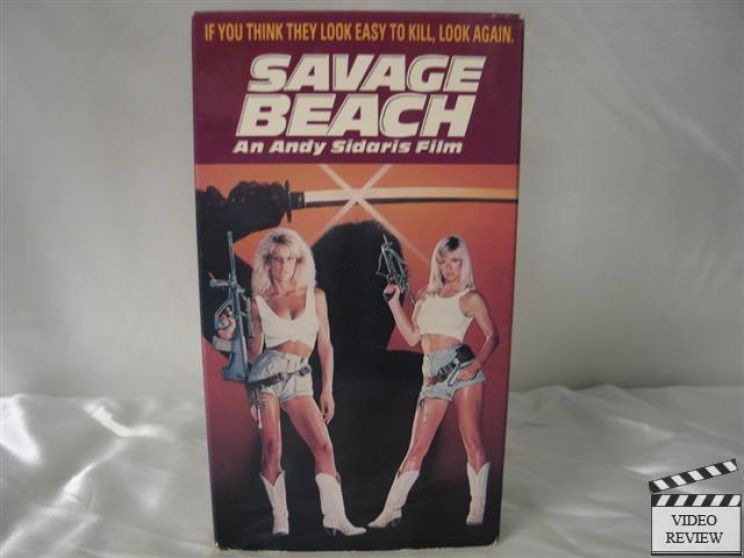 IF YOU THINK THEY LOOK EASY TO KILL, LOOK AGAIN.
SAVAGE
BEACH
An Andy Sidaris Film
VIDEO
REVIEW